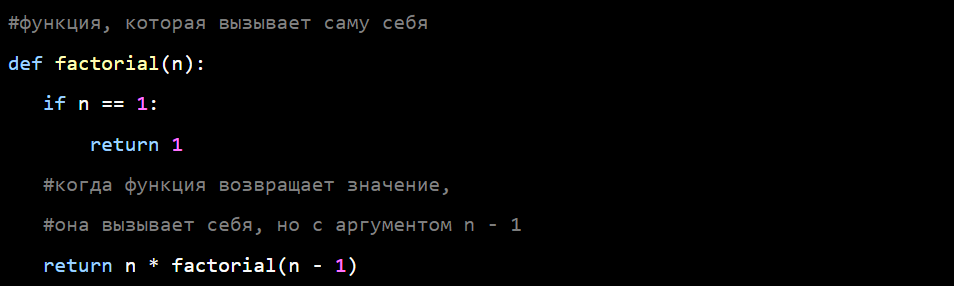 #функция, которая вызывает саму себя
def factorial(n):
   if n == 1:
       return 1
   #когда функция возвращает значение,
   #она вызывает себя, но с аргументом n - 1
   return n * factorial(n - 1)